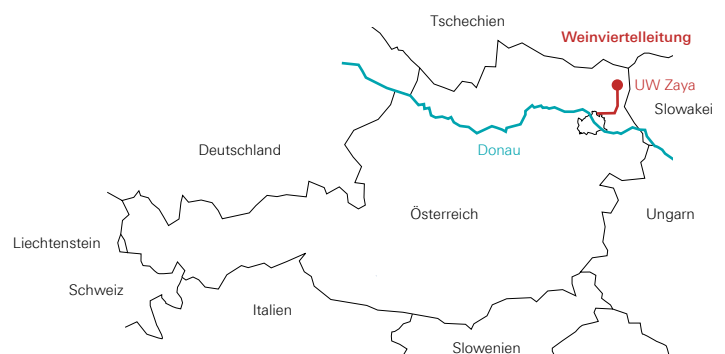 Tschechien
Weinviertelleitung
UW Zaya
Slowakei
Donau
Deutschland
Österreich
Ungarn
Liechtenstein
Schweiz
Italien
Slowenien